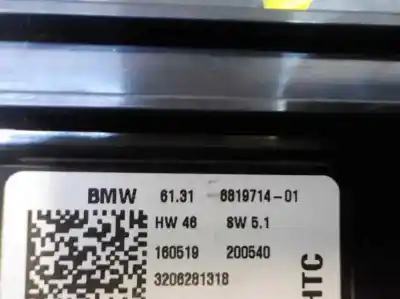 BMW 61.31 6819714-01
HW 46 SW 5.1
160519 200540
3206281318
HTC